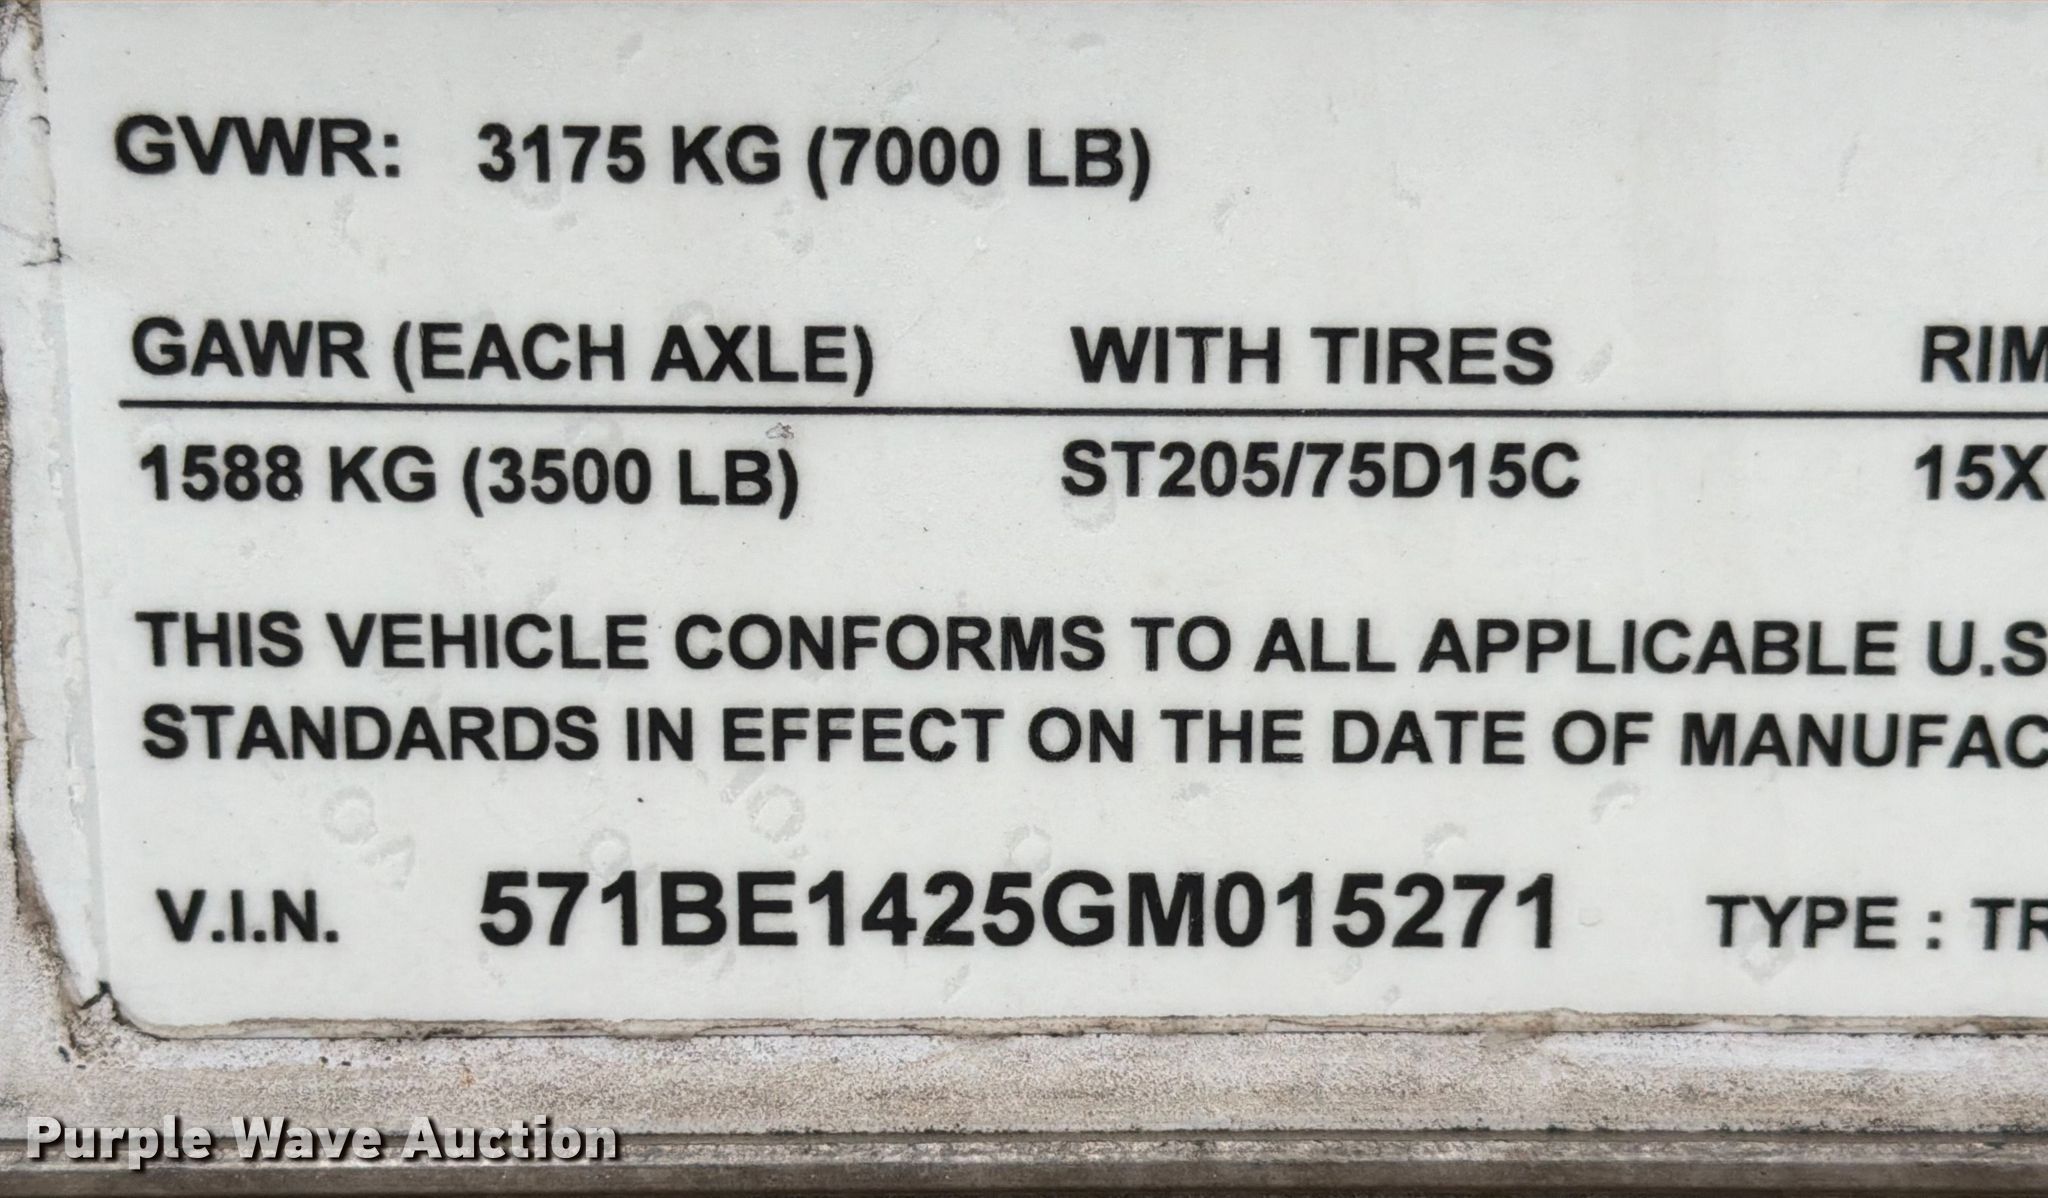 GVWR: 3175 KG (7000 LB)
GAWR (EACH AXLE) WITH TIRES RIM
1588 KG (3500 LB) ST205/75D15C 15X
THIS VEHICLE CONFORMS TO ALL APPLICABLE U.S
STANDARDS IN EFFECT ON THE DATE OF MANUFAC
V.I.N. 571BE1425GM015271 TYPE : TR
Purple Wave Auction